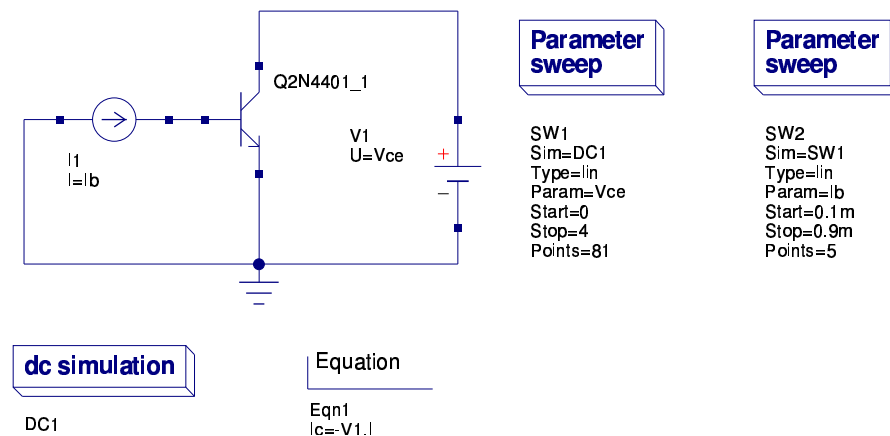 Parameter
sweep
Parameter
sweep
Q2N4401_1
SW1
Sim=DC1
Type=lin
Param=Vce
Start=0
Stop=4
Points=81
SW2
Sim=SW1
Type=lin
Param=Ib
Start=0.1m
Stop=0.9m
Points=5
V1
U=Vce
+
−
I1
I=Ib
dc simulation
DC1
Equation
Eqn1
Ic=-V1.I